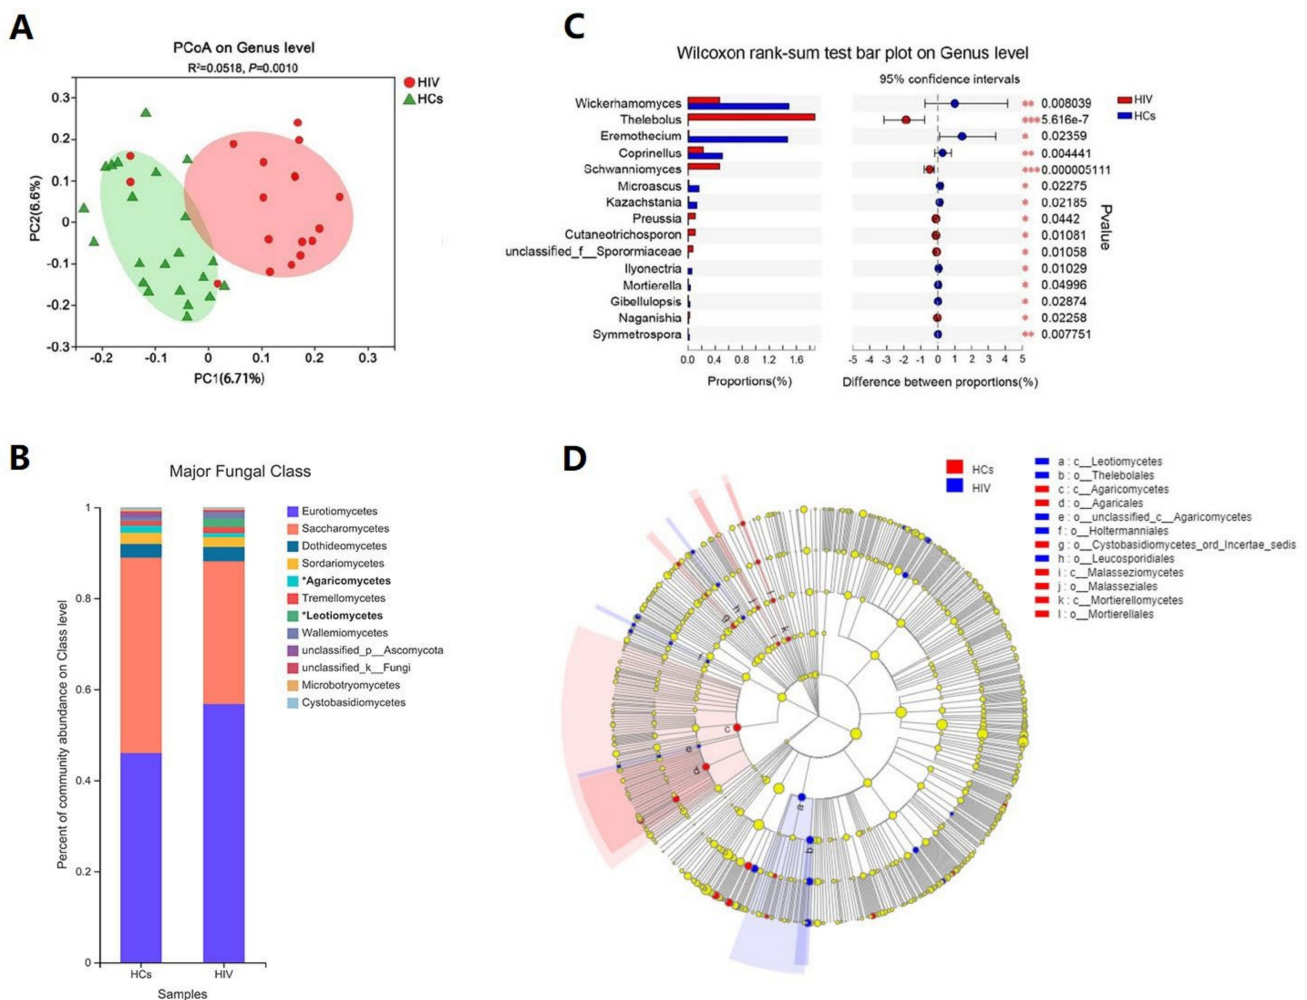 A
PCoA on Genus level
R²=0.0518, P=0.0010
HIV
HCs
0.3
0.2
0.1
0
-0.1
-0.2
-0.3
PC2(6.6%)
-0.2
-0.1
0
0.1
0.2
0.3
PC1(6.71%)
C
Wilcoxon rank-sum test bar plot on Genus level
95% confidence intervals
HIV
HCs
Wickerhamomyces ** 0.008039
Thelebolus ***5.616e-7
Eremothecium * 0.02359
Coprinellus ** 0.004441
Schwanniomyces ***0.000005111
Microascus * 0.02275
Kazachstania * 0.02185
Preussia * 0.0442
Cutaneotrichosporon * 0.01081
unclassified_f__Sporormiaceae * 0.01058
Ilyonectria * 0.01029
Mortierella * 0.04996
Gibellulopsis * 0.02874
Naganishia * 0.02258
Symmetrospora ** 0.007751
Pvalue
0.0 0.4 0.8 1.2 1.6
-5 -4 -3 -2 -1 0 1 2 3 4 5
Proportions(%)
Difference between proportions(%)
B
Major Fungal Class
1
0.8
0.6
0.4
0.2
0
Percent of community abundance on Class level
HCs
HIV
Samples
Eurotiomycetes
Saccharomycetes
Dothideomycetes
Sordariomycetes
*Agaricomycetes
Tremellomycetes
*Leotiomycetes
Wallemiomycetes
unclassified_p__Ascomycota
unclassified_k__Fungi
Microbotryomycetes
Cystobasidiomycetes
D
HCs
HIV
a : c__Leotiomycetes
b : o__Thelebolales
c : c__Agaricomycetes
d : o__Agaricales
e : o__unclassified_c__Agaricomycetes
f : o__Holtermanniales
g : o__Cystobasidiomycetes_ord_Incertae_sedis
h : o__Leucosporidiales
i : c__Malasseziomycetes
j : o__Malasseziales
k : c__Mortierellomycetes
l : o__Mortierellales
a
b
c
d
e
f
g
h
i
j
k
l